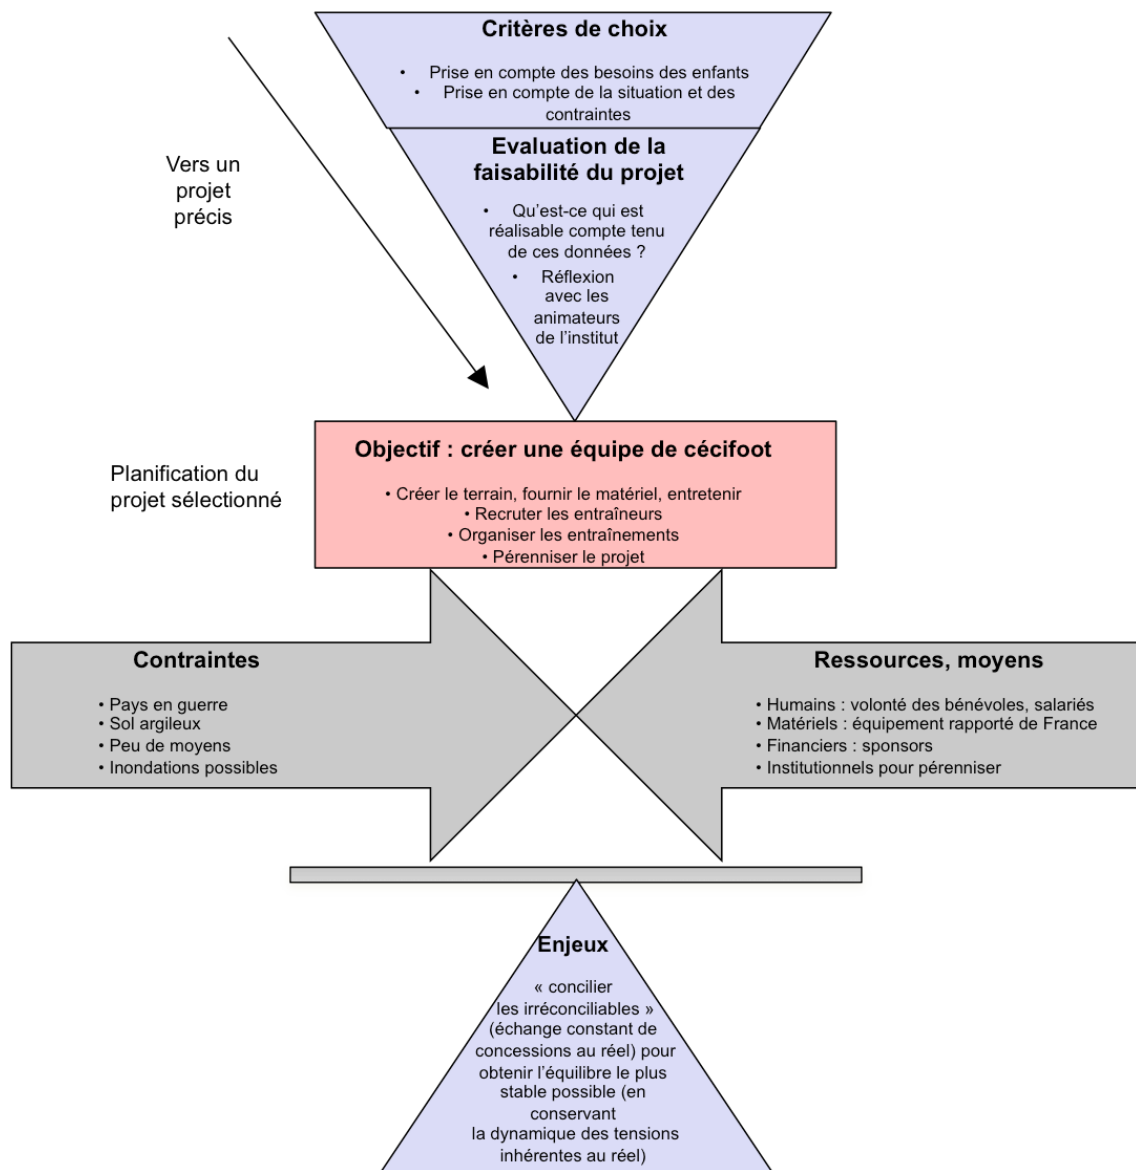 Critères de choix
• Prise en compte des besoins des enfants
• Prise en compte de la situation et des
contraintes
Vers un
projet
précis
Evaluation de la
faisabilité du projet
• Qu'est-ce qui est
réalisable compte tenu
de ces données ?
• Réflexion
avec les
animateurs
de l'institut
Planification du
projet sélectionné
Objectif : créer une équipe de cécifoot
• Créer le terrain, fournir le matériel, entretenir
• Recruter les entraîneurs
• Organiser les entraînements
• Pérenniser le projet
Contraintes
• Pays en guerre
• Sol argileux
• Peu de moyens
• Inondations possibles
Ressources, moyens
• Humains : volonté des bénévoles, salariés
• Matériels : équipement rapporté de France
• Financiers : sponsors
• Institutionnels pour pérenniser
Enjeux
« concilier
les irréconciliables »
(échange constant de
concessions au réel) pour
obtenir l'équilibre le plus
stable possible (en
conservant
la dynamique des tensions
inhérentes au réel)